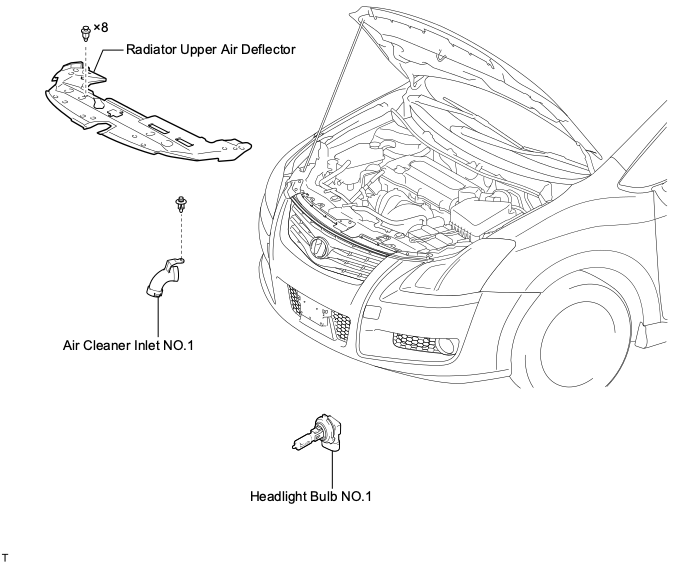 ×8
Radiator Upper Air Deflector
Air Cleaner Inlet NO.1
Headlight Bulb NO.1
T